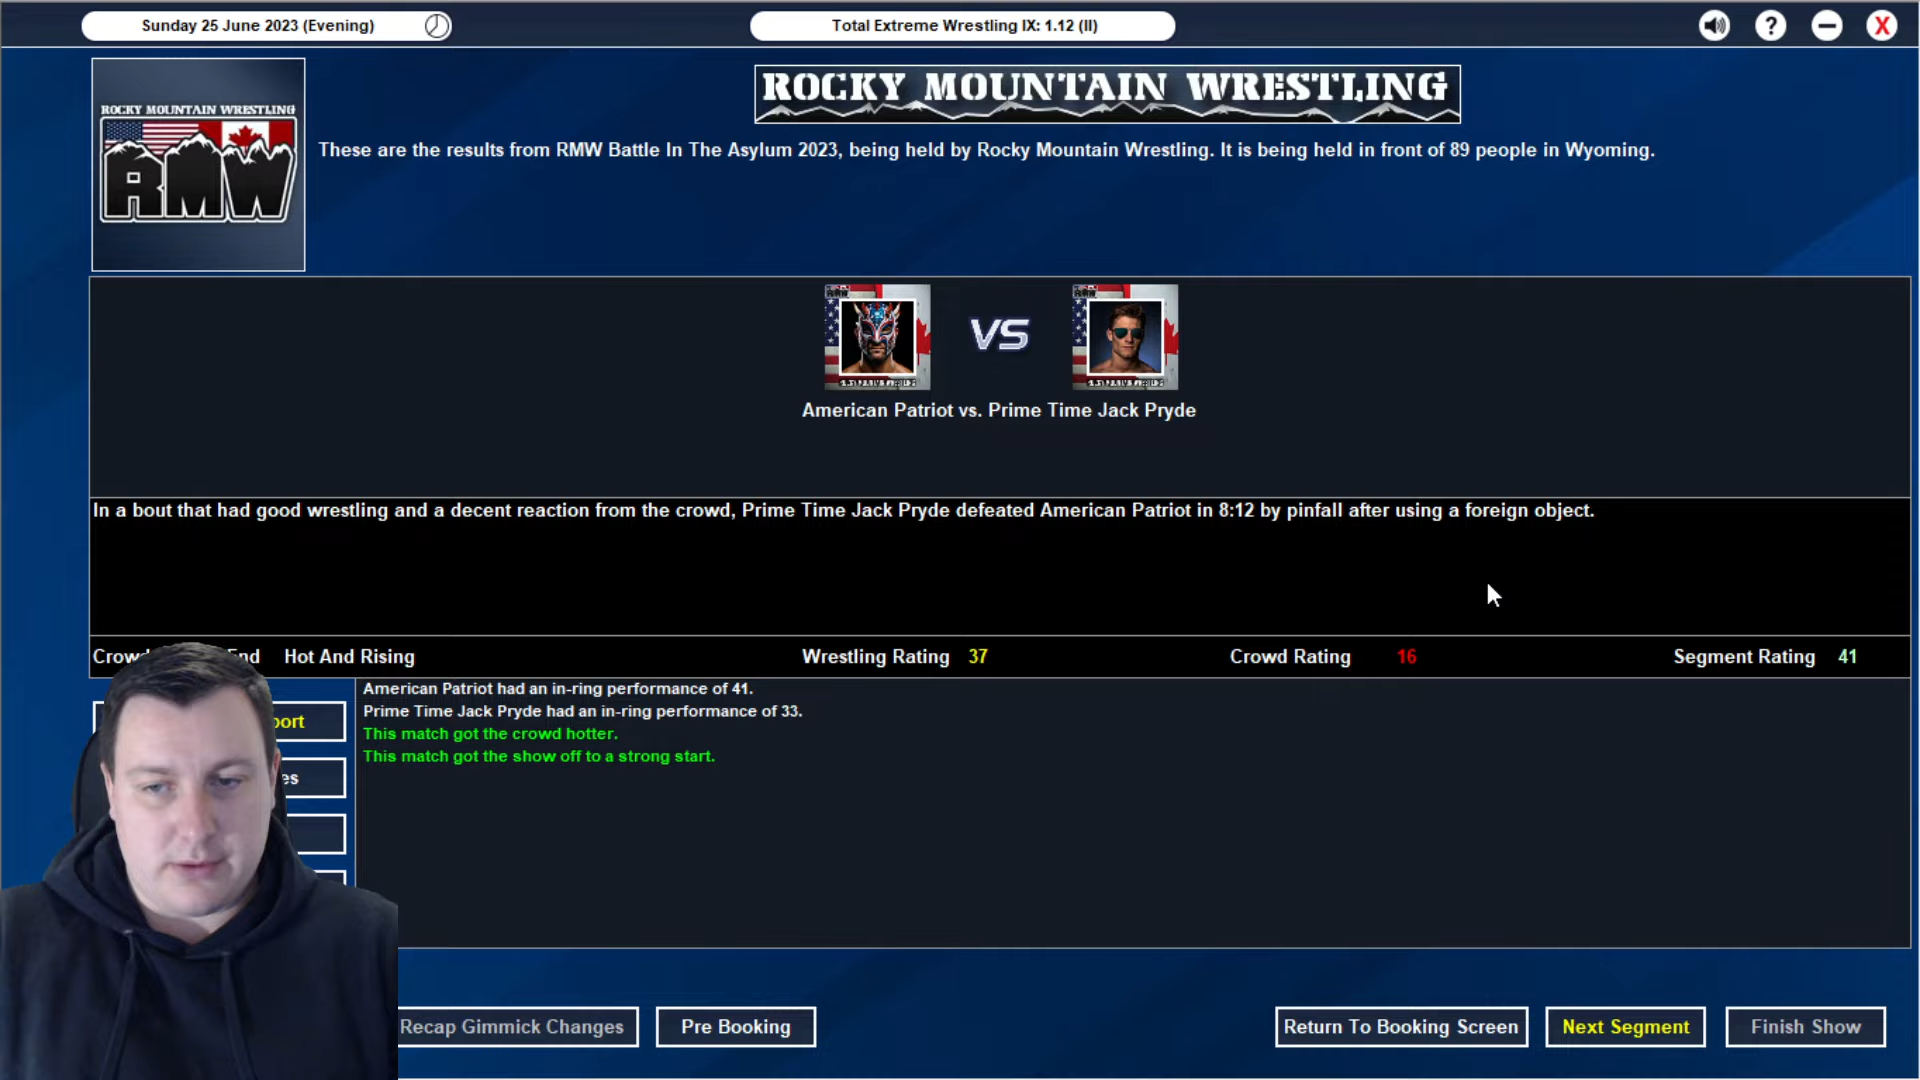 Sunday 25 June 2023 (Evening)
Total Extreme Wrestling IX: 1.12 (II)
?
X
ROCKY MOUNTAIN WRESTLING
RMW
ROCKY MOUNTAIN WRESTLING
These are the results from RMW Battle In The Asylum 2023, being held by Rocky Mountain Wrestling. It is being held in front of 89 people in Wyoming.
VS
American Patriot vs. Prime Time Jack Pryde
In a bout that had good wrestling and a decent reaction from the crowd, Prime Time Jack Pryde defeated American Patriot in 8:12 by pinfall after using a foreign object.
Hot And Rising
Wrestling Rating 37
Crowd Rating 16
Segment Rating 41
American Patriot had an in-ring performance of 41.
Prime Time Jack Pryde had an in-ring performance of 33.
This match got the crowd hotter.
This match got the show off to a strong start.
Recap Gimmick Changes
Pre Booking
Return To Booking Screen
Next Segment
Finish Show